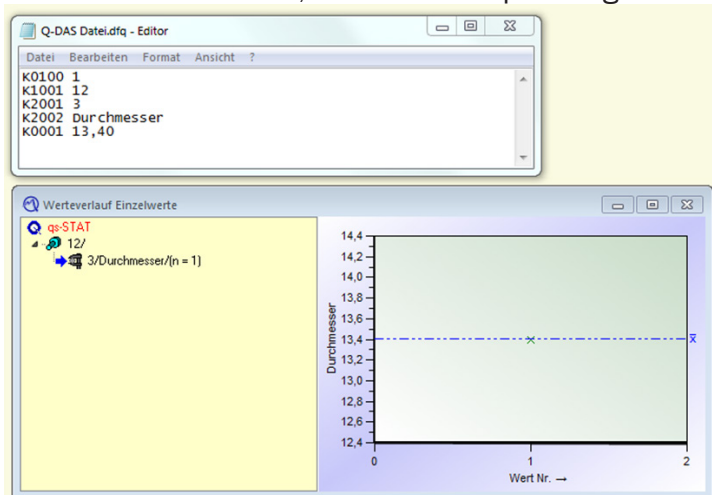 Q-DAS Datei.dfq - Editor
Datei Bearbeiten Format Ansicht ?
K0100 1
K1001 12
K2001 3
K2002 Durchmesser
K0001 13,40
Werteverlauf Einzelwerte
qs-STAT
12/
3/Durchmesser/(n = 1)
14,4
14,2
14,0
13,8
13,6
13,4
13,2
13,0
12,8
12,6
12,4
Durchmesser
x̅
0 1 2
Wert Nr. →